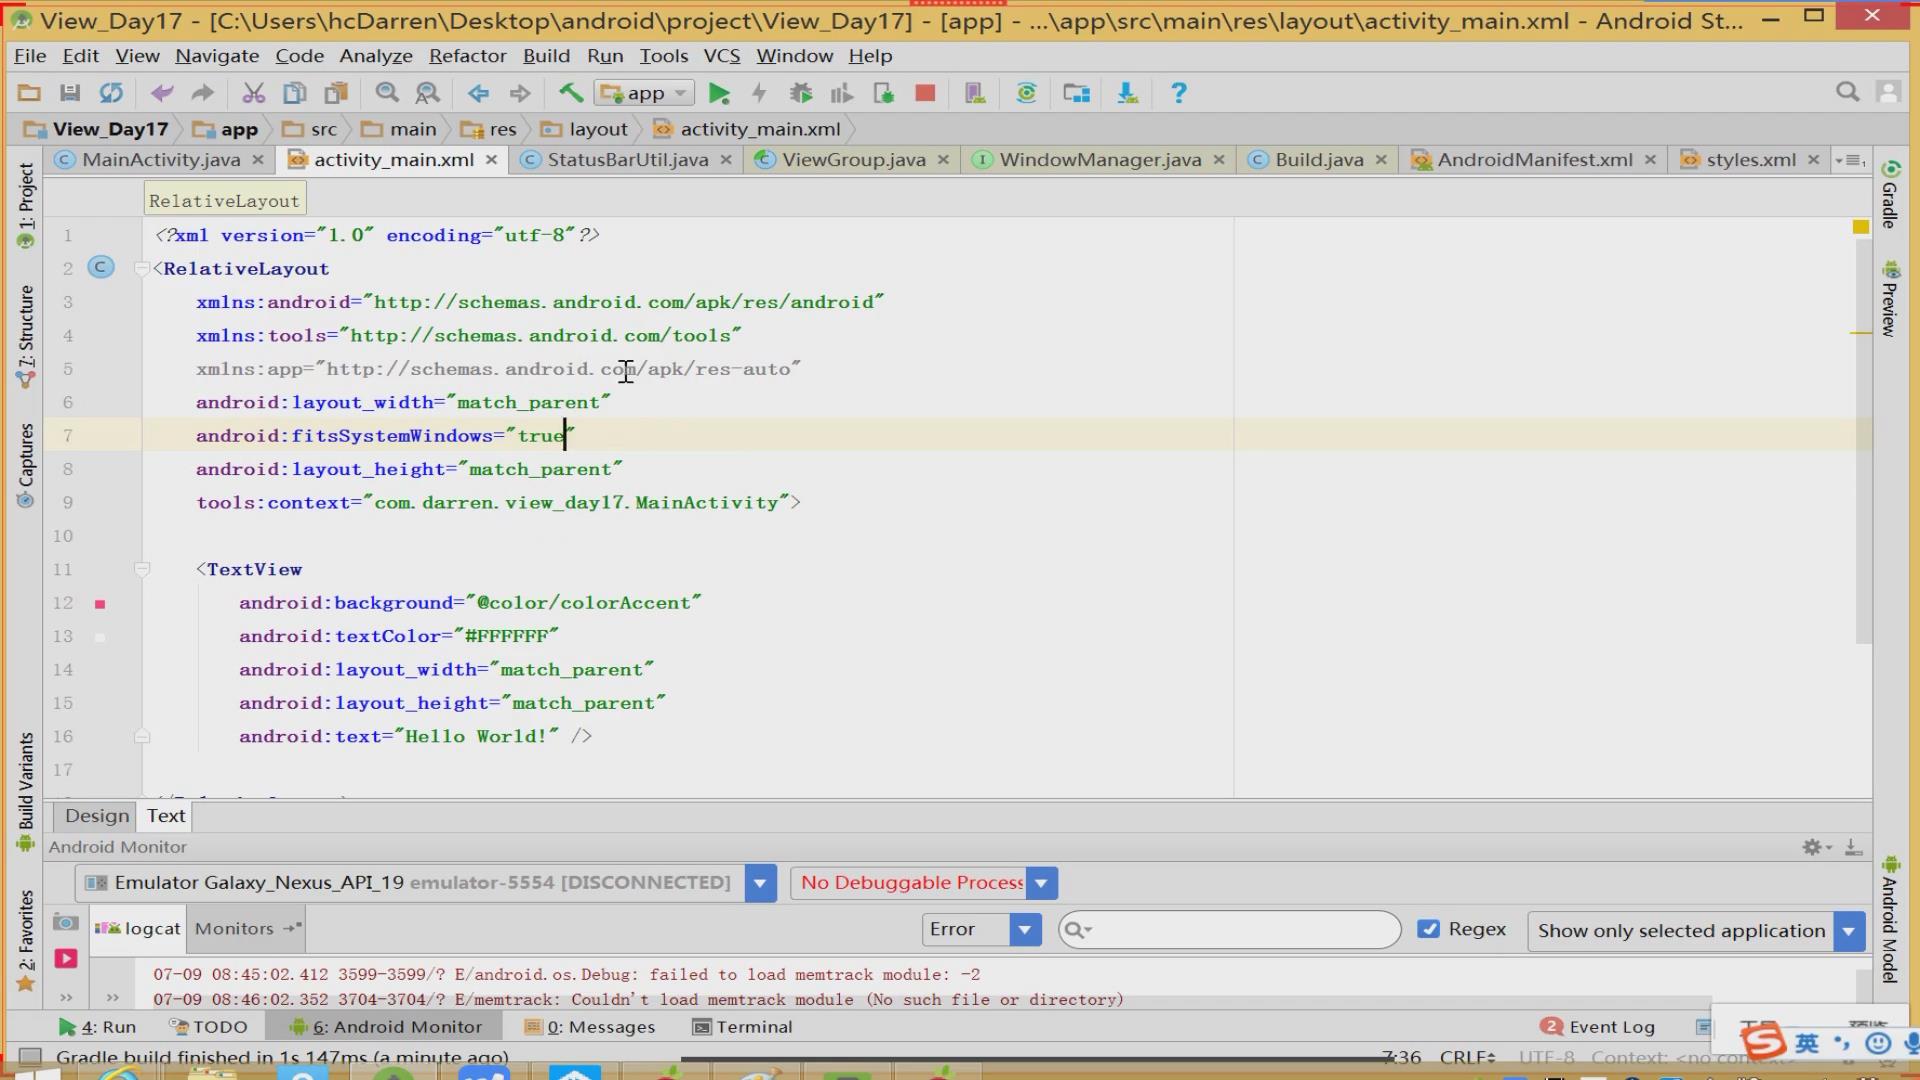 View_Day17 - [C:\Users\hcDarren\Desktop\android\project\View_Day17] - [app] - ...\app\src\main\res\layout\activity_main.xml - Android St...
File Edit View Navigate Code Analyze Refactor Build Run Tools VCS Window Help
app
View_Day17 app src main res layout activity_main.xml
MainActivity.java activity_main.xml StatusBarUtil.java ViewGroup.java WindowManager.java Build.java AndroidManifest.xml styles.xml
RelativeLayout
1 <?xml version="1.0" encoding="utf-8"?>
2 <RelativeLayout
3 xmlns:android="http://schemas.android.com/apk/res/android"
4 xmlns:tools="http://schemas.android.com/tools"
5 xmlns:app="http://schemas.android.com/apk/res-auto"
6 android:layout_width="match_parent"
7 android:fitsSystemWindows="true"
8 android:layout_height="match_parent"
9 tools:context="com.darren.view_day17.MainActivity">
10
11 <TextView
12 android:background="@color/colorAccent"
13 android:textColor="#FFFFFF"
14 android:layout_width="match_parent"
15 android:layout_height="match_parent"
16 android:text="Hello World!" />
17
1: Project
7: Structure
Captures
Build Variants
2: Favorites
Gradle
Preview
Android Model
Design Text
Android Monitor
Emulator Galaxy_Nexus_API_19 emulator-5554 [DISCONNECTED] No Debuggable Process
logcat Monitors Error Regex Show only selected application
07-09 08:45:02.412 3599-3599/? E/android.os.Debug: failed to load memtrack module: -2
07-09 08:46:02.352 3704-3704/? E/memtrack: Couldn't load memtrack module (No such file or directory)
4: Run TODO 6: Android Monitor 0: Messages Terminal 2 Event Log
Gradle build finished in 1s 147ms (a minute ago) 7:36 CRLF UTF-8 Context: <no context>
英